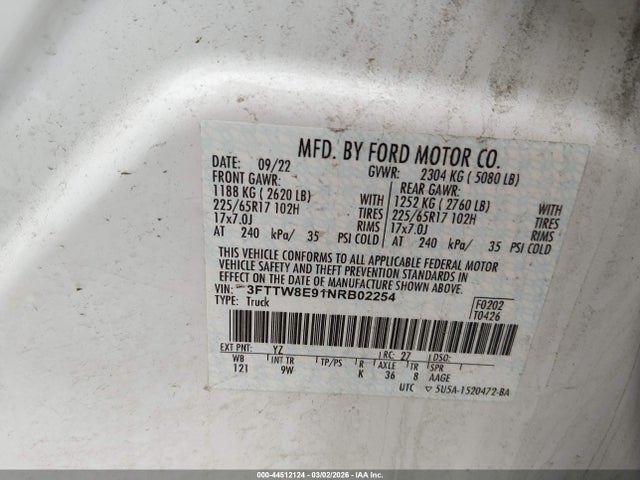 MFD. BY FORD MOTOR CO.
DATE: 09/22 GVWR: 2304 KG ( 5080 LB)
FRONT GAWR: REAR GAWR:
1188 KG ( 2620 LB) WITH 1252 KG ( 2760 LB) WITH
225/65R17 102H TIRES 225/65R17 102H TIRES
17x7.0J RIMS 17x7.0J RIMS
AT 240 kPa/ 35 PSI COLD AT 240 kPa/ 35 PSI COLD
THIS VEHICLE CONFORMS TO ALL APPLICABLE FEDERAL MOTOR
VEHICLE SAFETY AND THEFT PREVENTION STANDARDS IN
EFFECT ON THE DATE OF MANUFACTURE SHOWN ABOVE.
VIN: 3FTTW8E91NRB02254 F0202
TYPE: Truck T0426
EXT PNT: YZ RC: 27 DSO:
WB INT TR TP/PS R AXLE TR SPR
121 9W K 36 8 AAGE
UTC ▽ 5U5A-1520472-BA
000-44512124 | 03/02/2026 - IAA Inc.